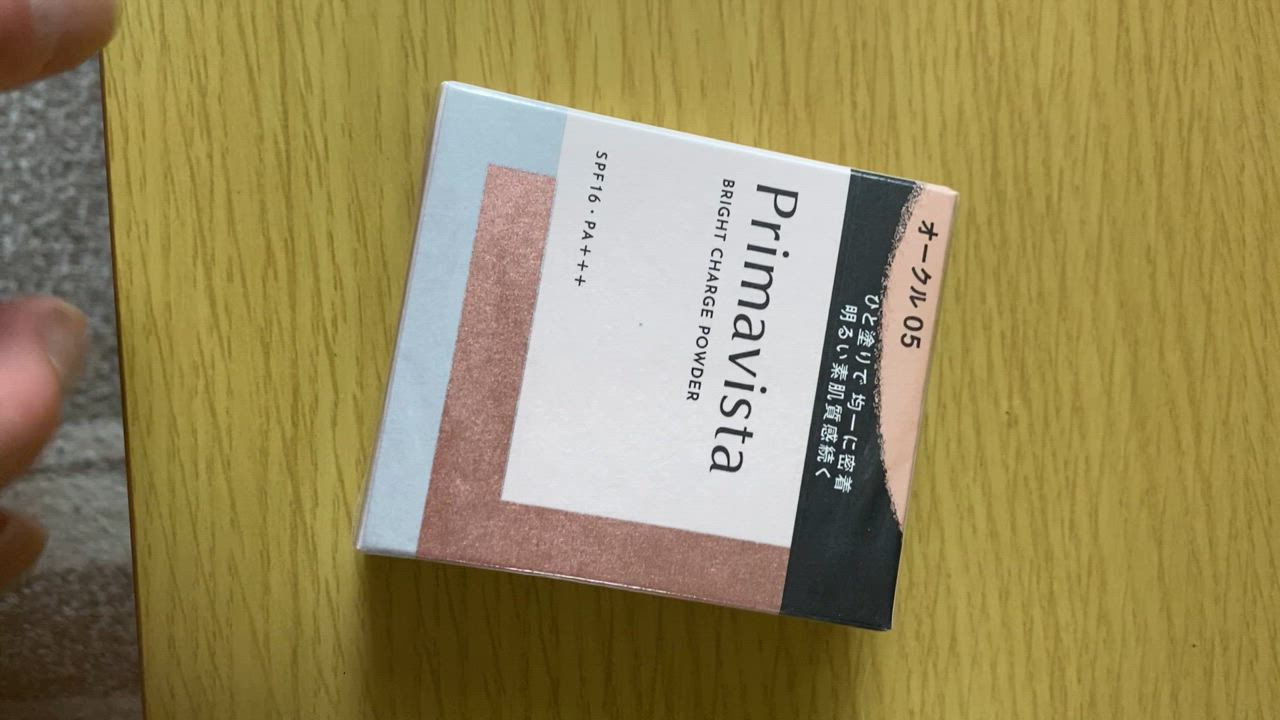 オークル05
ひと塗りで均一に密着
明るい素肌質感続く
Primavista
BRIGHT CHARGE POWDER
SPF16・PA+++